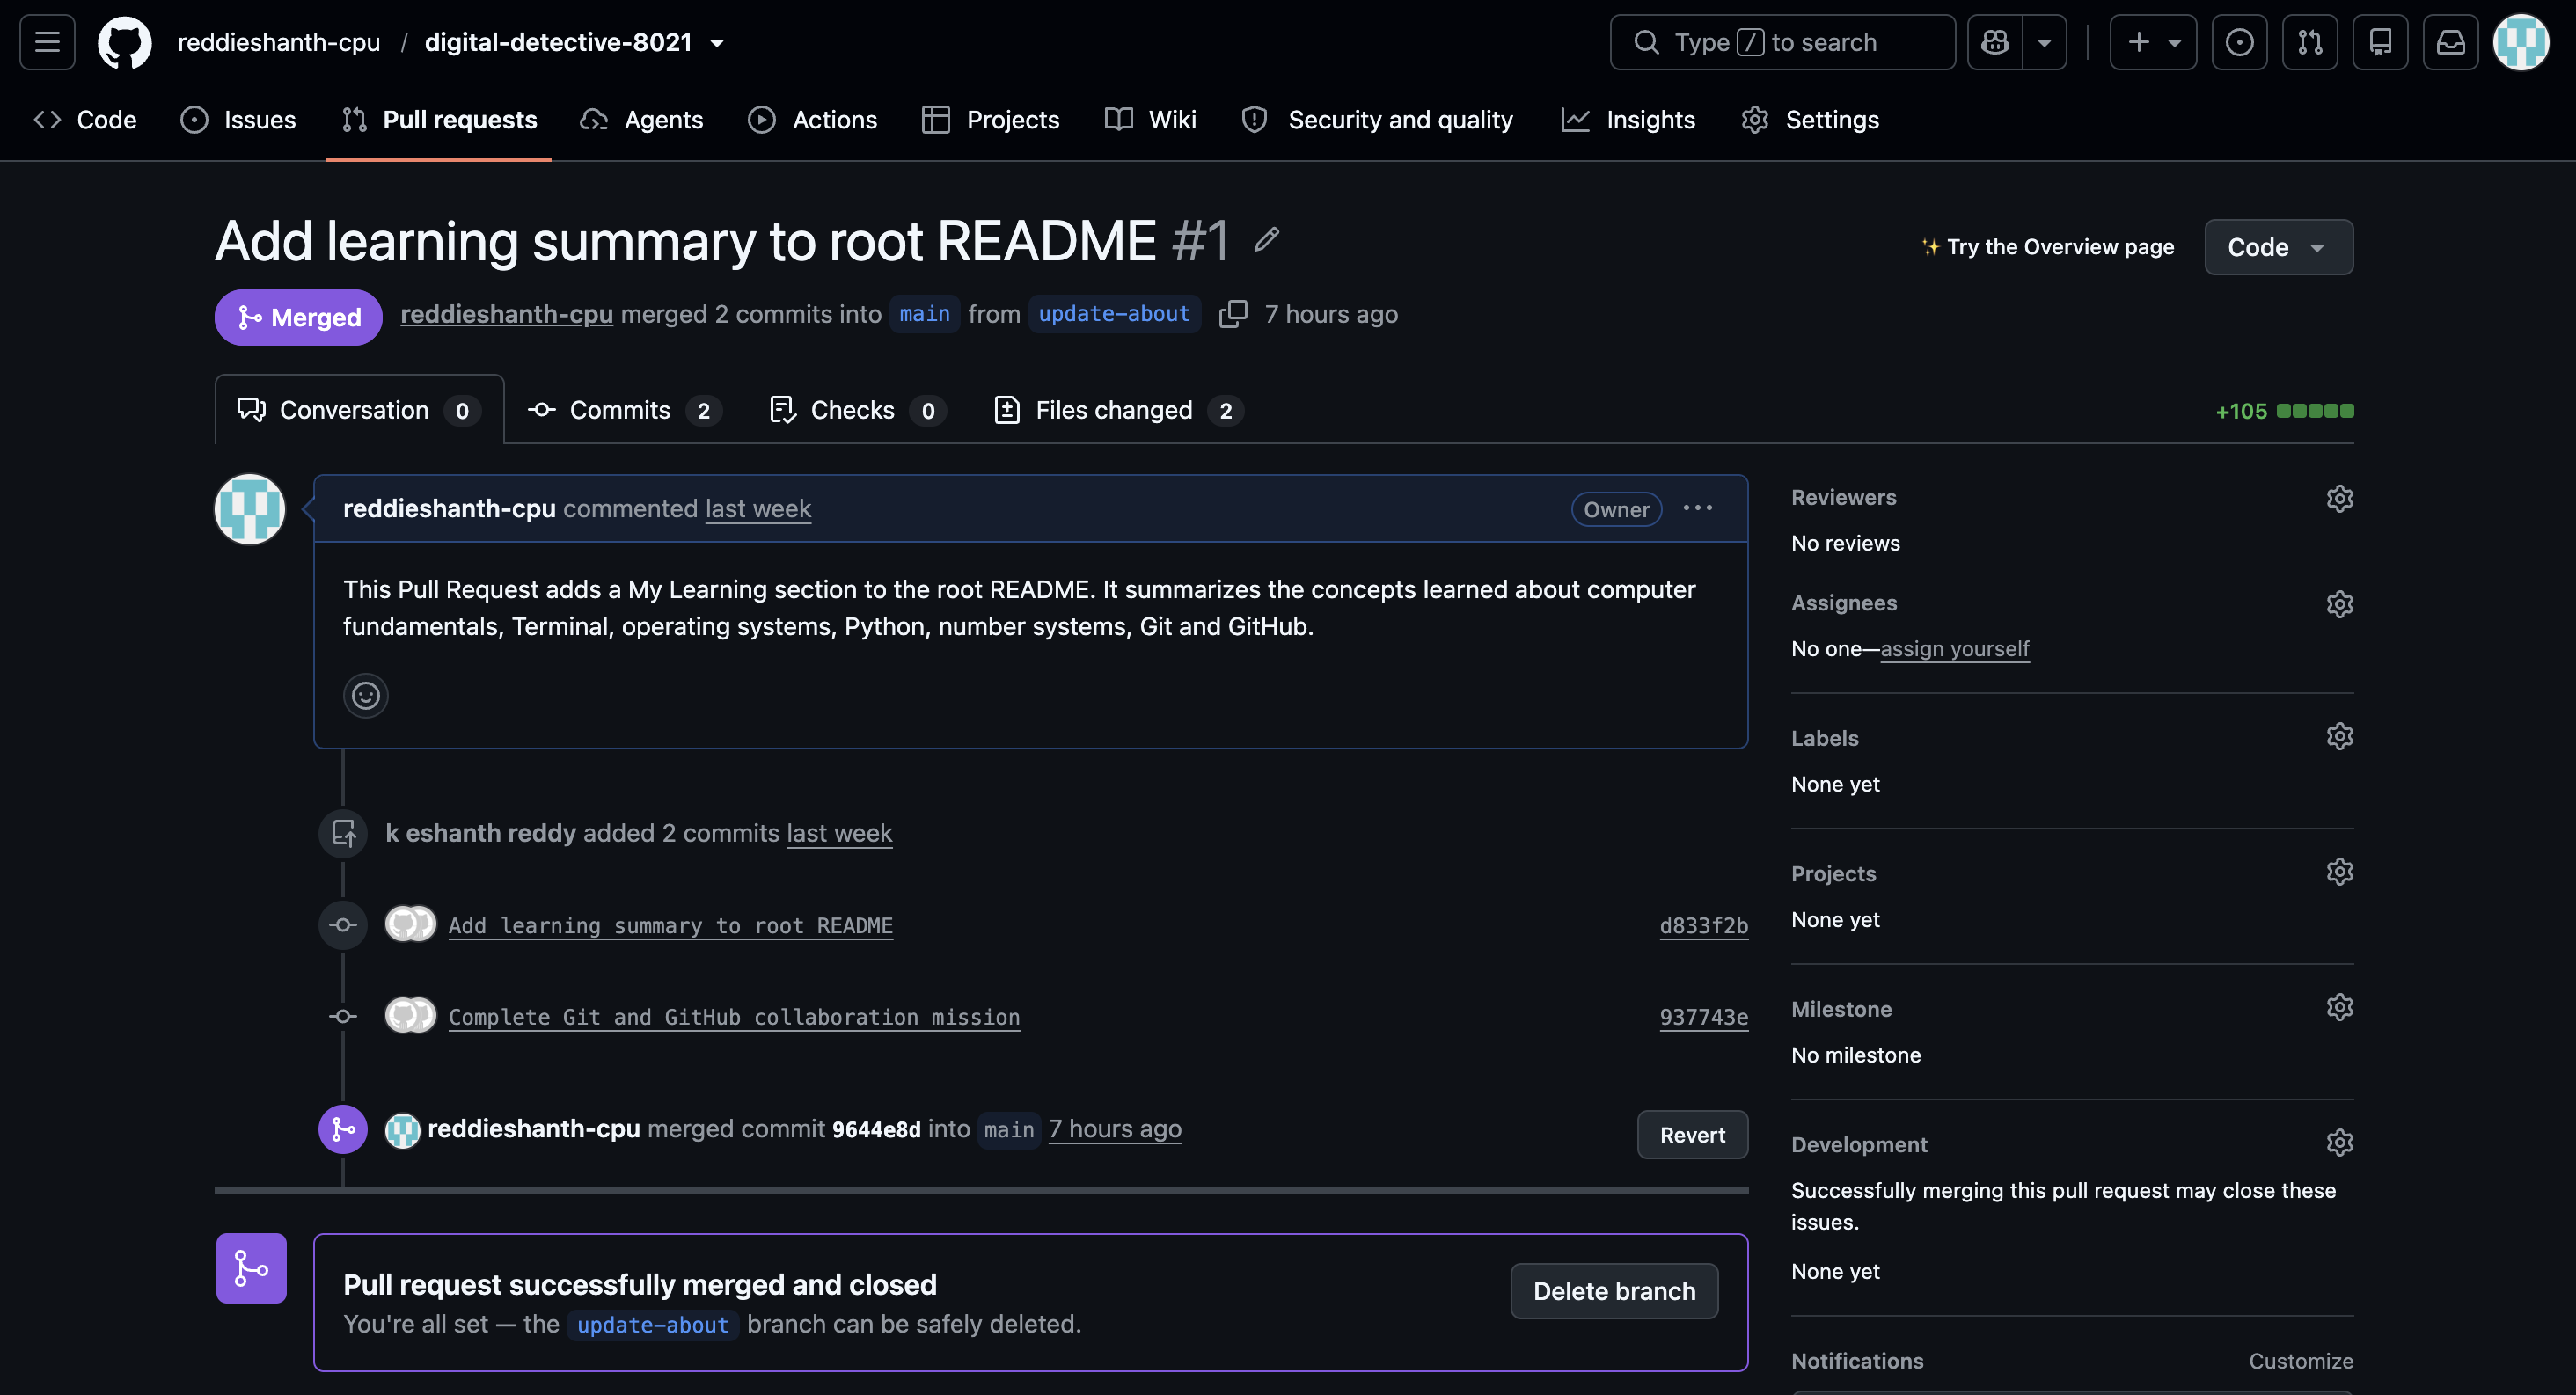 reddieshanth-cpu / digital-detective-8021
Type / to search
Code
Issues
Pull requests
Agents
Actions
Projects
Wiki
Security and quality
Insights
Settings
Add learning summary to root README #1
✨ Try the Overview page
Code
Merged
reddieshanth-cpu merged 2 commits into main from update-about 7 hours ago
Conversation 0
Commits 2
Checks 0
Files changed 2
+105
reddieshanth-cpu commented last week
Owner
This Pull Request adds a My Learning section to the root README. It summarizes the concepts learned about computer
fundamentals, Terminal, operating systems, Python, number systems, Git and GitHub.
k eshanth reddy added 2 commits last week
Add learning summary to root README d833f2b
Complete Git and GitHub collaboration mission 937743e
reddieshanth-cpu merged commit 9644e8d into main 7 hours ago
Revert
Pull request successfully merged and closed
You're all set — the update-about branch can be safely deleted.
Delete branch
Reviewers
No reviews
Assignees
No one—assign yourself
Labels
None yet
Projects
None yet
Milestone
No milestone
Development
Successfully merging this pull request may close these
issues.
None yet
Notifications
Customize